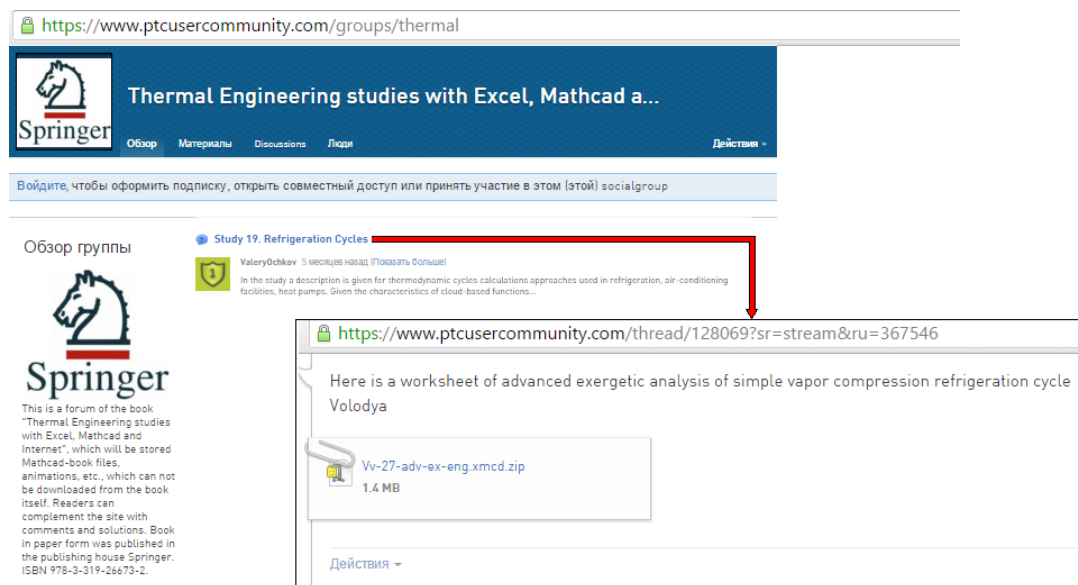 https://www.ptcusercommunity.com/groups/thermal
Springer
Thermal Engineering studies with Excel, Mathcad a...
Обзор Материалы Discussions Люди Действия
Войдите, чтобы оформить подписку, открыть совместный доступ или принять участие в этом (этой) socialgroup
Обзор группы
Springer
This is a forum of the book
"Thermal Engineering studies
with Excel, Mathcad and
Internet", which will be stored
Mathcad-book files,
animations, etc., which can not
be downloaded from the book
itself. Readers can
complement the site with
comments and solutions. Book
in paper form was published in
the publishing house Springer.
ISBN 978-3-319-26673-2.
Study 19. Refrigeration Cycles
1
ValeryOchkov 5 месяцев назад (Показать больше)
In the study a description is given for thermodynamic cycles calculations approaches used in refrigeration, air-conditioning
facilities, heat pumps. Given the characteristics of cloud-based functions...
https://www.ptcusercommunity.com/thread/128069?sr=stream&ru=367546
Here is a worksheet of advanced exergetic analysis of simple vapor compression refrigeration cycle
Volodya
Vv-27-adv-ex-eng.xmcd.zip
1.4 MB
Действия